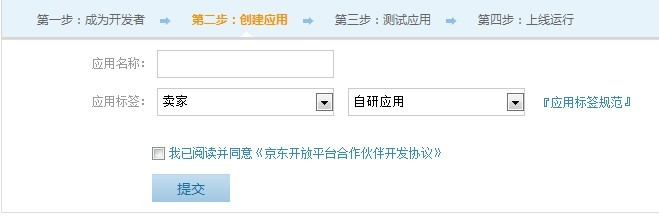 第一步：成为开发者 第二步：创建应用 第三步：测试应用 第四步：上线运行
应用名称：
应用标签： 卖家 自研应用 『应用标签规范』
我已阅读并同意《京东开放平台合作伙伴开发协议》
提交